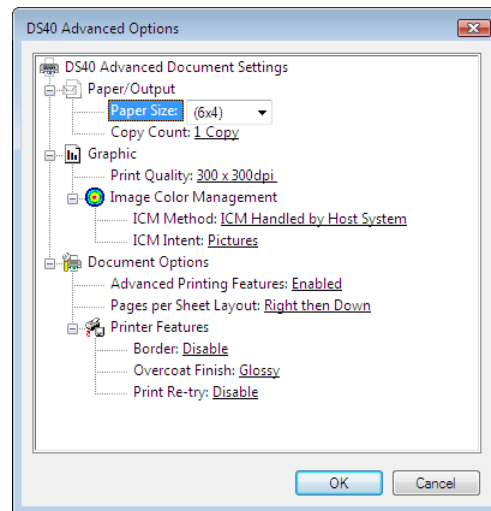 DS40 Advanced Options
DS40 Advanced Document Settings
Paper/Output
Paper Size: (6x4)
Copy Count: 1 Copy
Graphic
Print Quality: 300 x 300dpi
Image Color Management
ICM Method: ICM Handled by Host System
ICM Intent: Pictures
Document Options
Advanced Printing Features: Enabled
Pages per Sheet Layout: Right then Down
Printer Features
Border: Disable
Overcoat Finish: Glossy
Print Re-try: Disable
OK Cancel